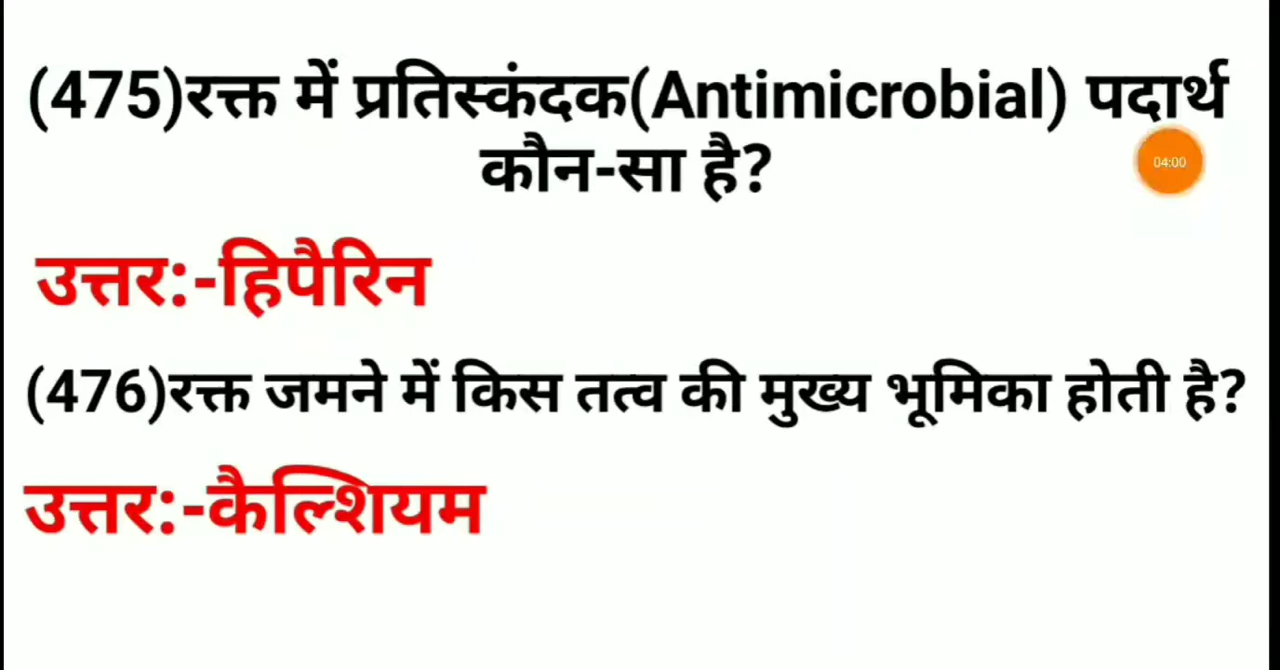 (475)रक्त में प्रतिस्कंदक(Antimicrobial) पदार्थ
कौन-सा है?
04:00
उत्तर:-हिपैरिन
(476)रक्त जमने में किस तत्व की मुख्य भूमिका होती है?
उत्तर:-कैल्शियम